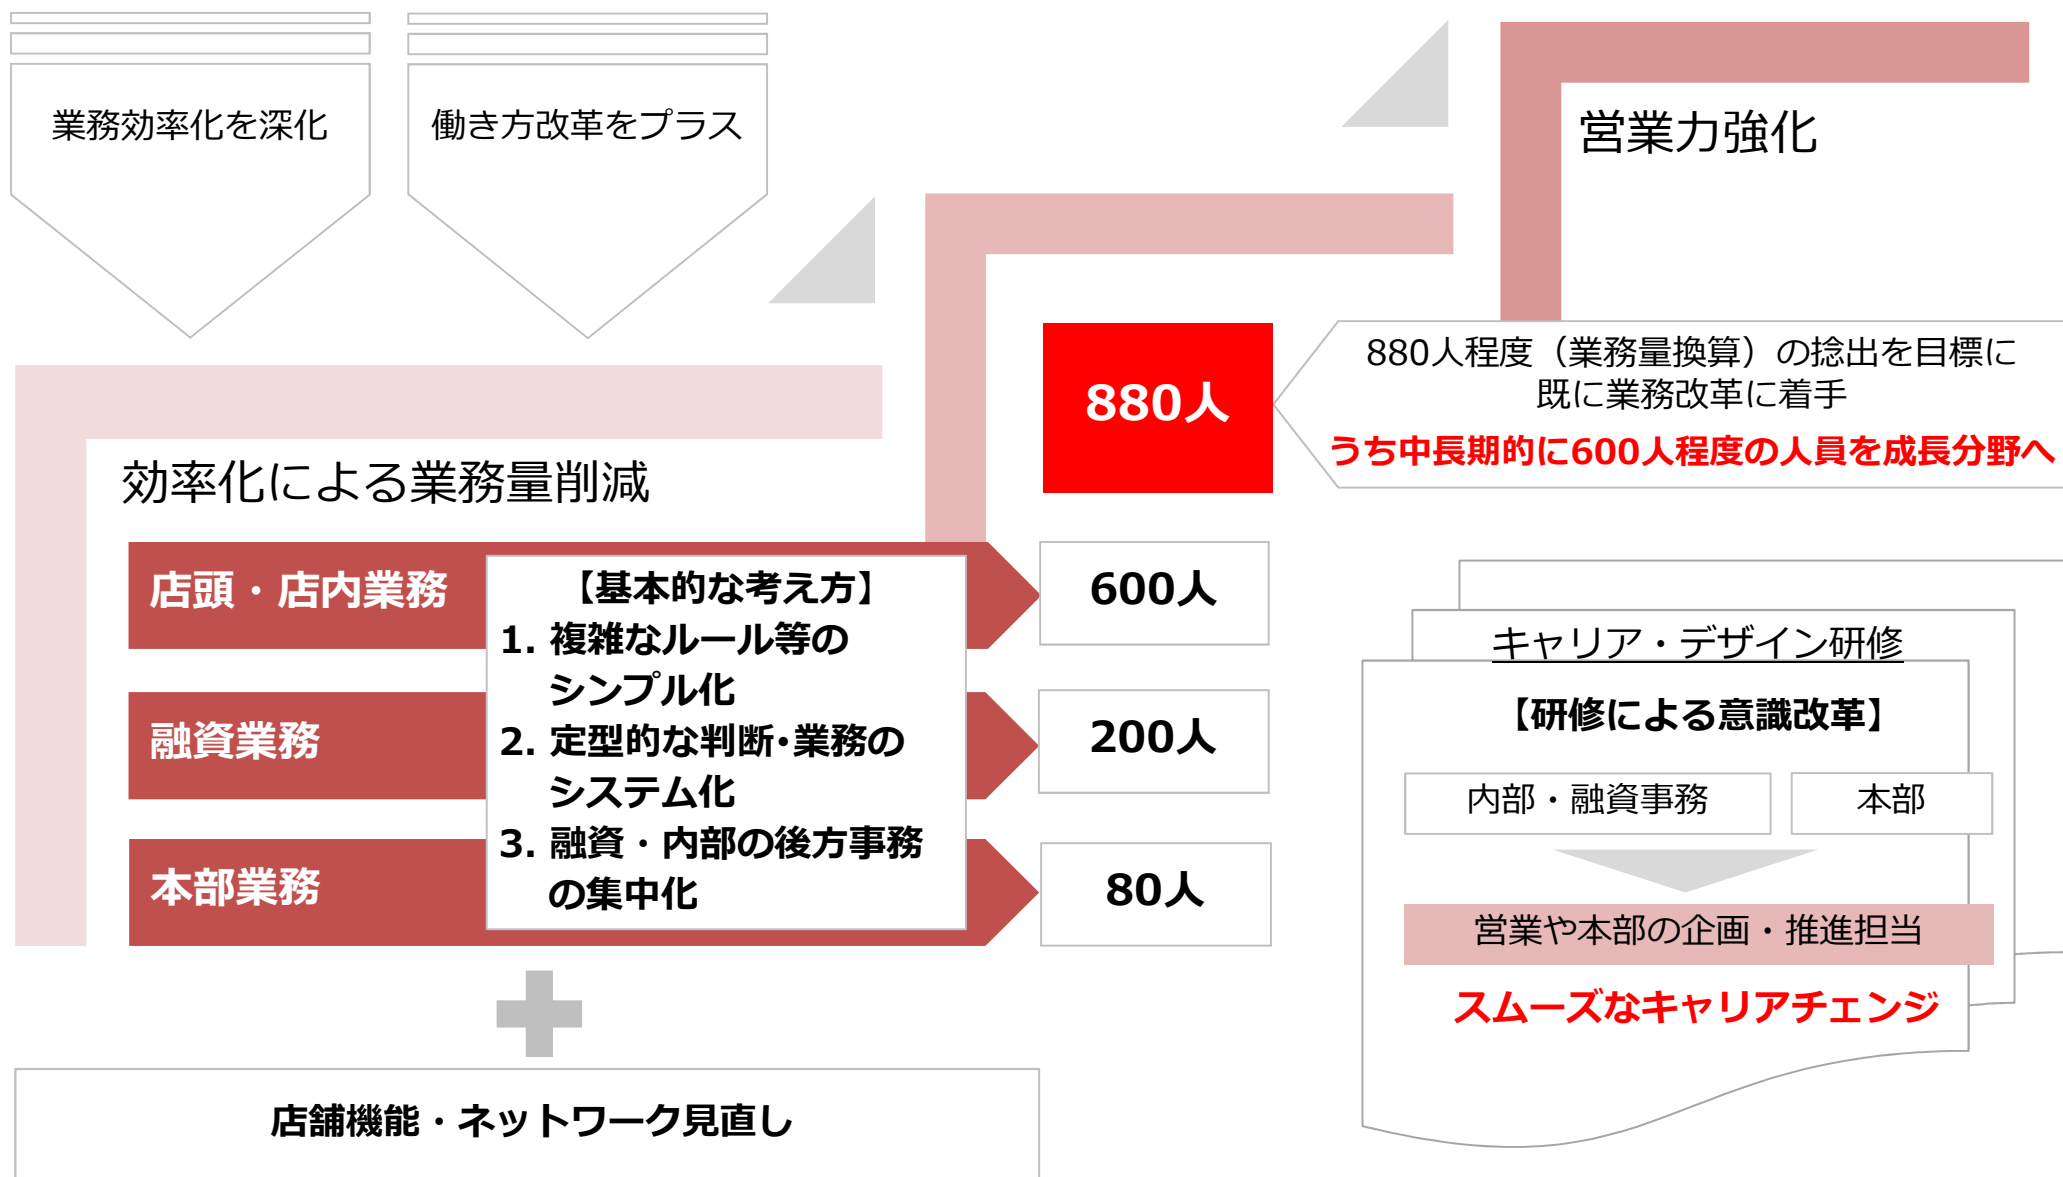 業務効率化を深化
働き方改革をプラス
営業力強化
880人
880人程度（業務量換算）の捻出を目標に
既に業務改革に着手
うち中長期的に600人程度の人員を成長分野へ
効率化による業務量削減
店頭・店内業務
融資業務
本部業務
【基本的な考え方】
1. 複雑なルール等の
シンプル化
2. 定型的な判断・業務の
システム化
3. 融資・内部の後方事務
の集中化
600人
200人
80人
キャリア・デザイン研修
【研修による意識改革】
内部・融資事務
本部
営業や本部の企画・推進担当
スムーズなキャリアチェンジ
店舗機能・ネットワーク見直し